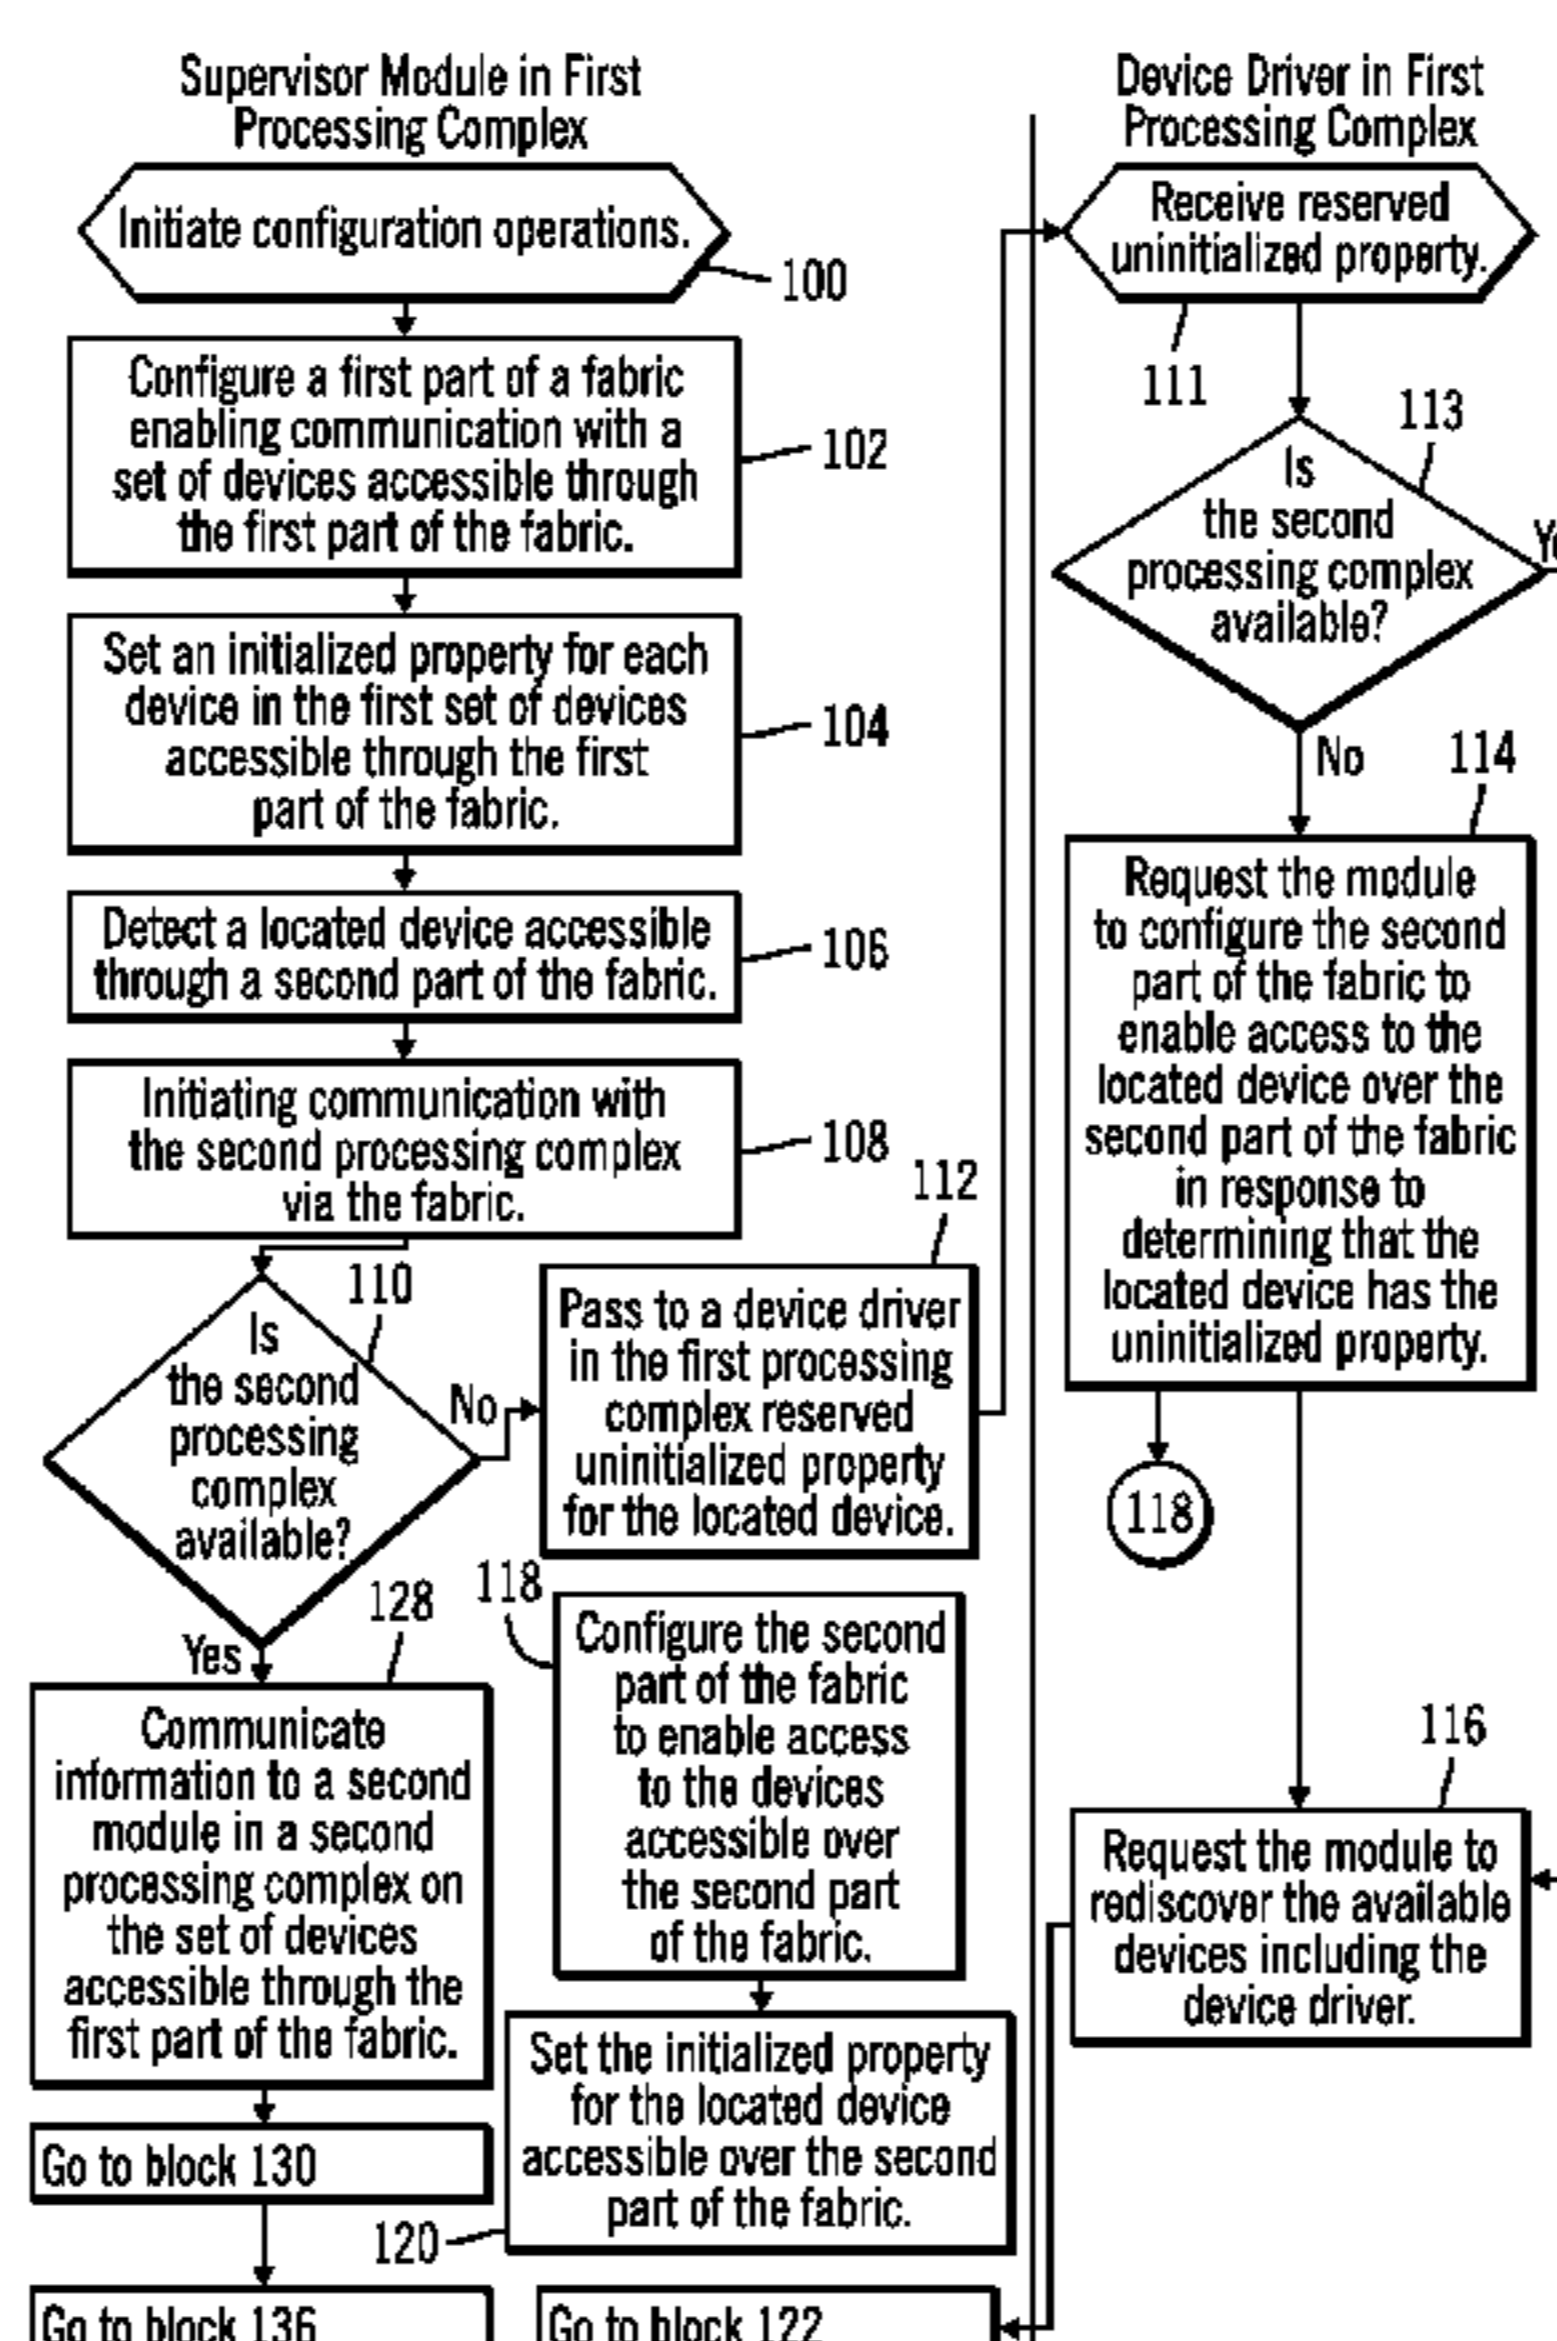 Supervisor Module in First
Processing Complex
Initiate configuration operations.
100
Configure a first part of a fabric
enabling communication with a
set of devices accessible through
the first part of the fabric.
102
Set an initialized property for each
device in the first set of devices
accessible through the first
part of the fabric.
104
Detect a located device accessible
through a second part of the fabric.
106
Initiating communication with
the second processing complex
via the fabric.
108
110
Is
the second
processing
complex
available?
No
Yes
112
Pass to a device driver
in the first processing
complex reserved
uninitialized property
for the located device.
128
Communicate
information to a second
module in a second
processing complex on
the set of devices
accessible through the
first part of the fabric.
Go to block 130
Go to block 136
118
Configure the second
part of the fabric
to enable access
to the devices
accessible over
the second part
of the fabric.
Set the initialized property
for the located device
accessible over the second
part of the fabric.
120
Go to block 122
Device Driver in First
Processing Complex
Receive reserved
uninitialized property.
111
113
Is
the second
processing complex
available?
No
114
Request the module
to configure the second
part of the fabric to
enable access to the
located device over the
second part of the fabric
in response to
determining that the
located device has the
uninitialized property.
118
116
Request the module to
rediscover the available
devices including the
device driver.